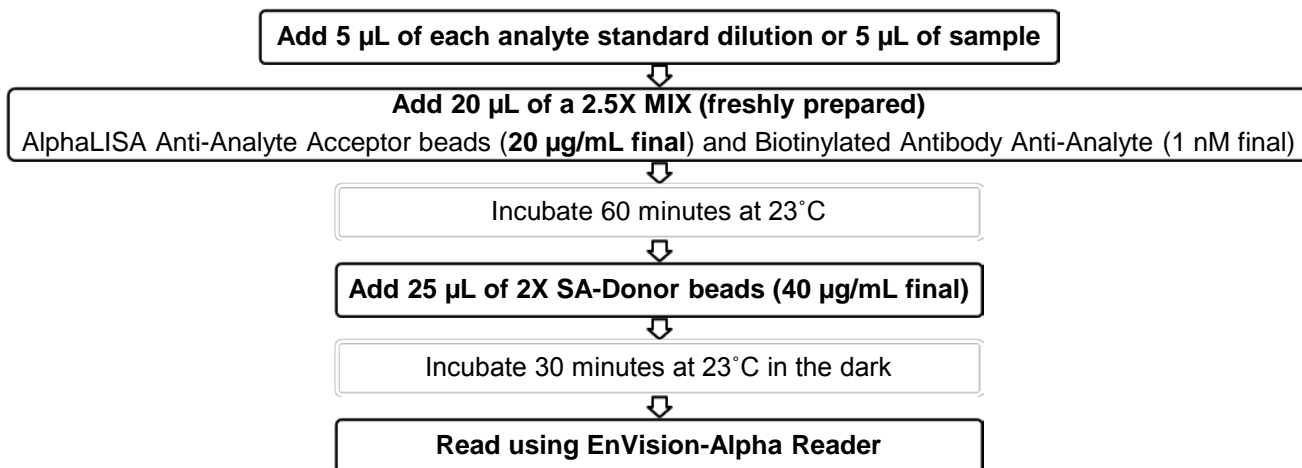 Add 5 µL of each analyte standard dilution or 5 µL of sample
Add 20 µL of a 2.5X MIX (freshly prepared)
AlphaLISA Anti-Analyte Acceptor beads (20 µg/mL final) and Biotinylated Antibody Anti-Analyte (1 nM final)
Incubate 60 minutes at 23˚C
Add 25 µL of 2X SA-Donor beads (40 µg/mL final)
Incubate 30 minutes at 23˚C in the dark
Read using EnVision-Alpha Reader